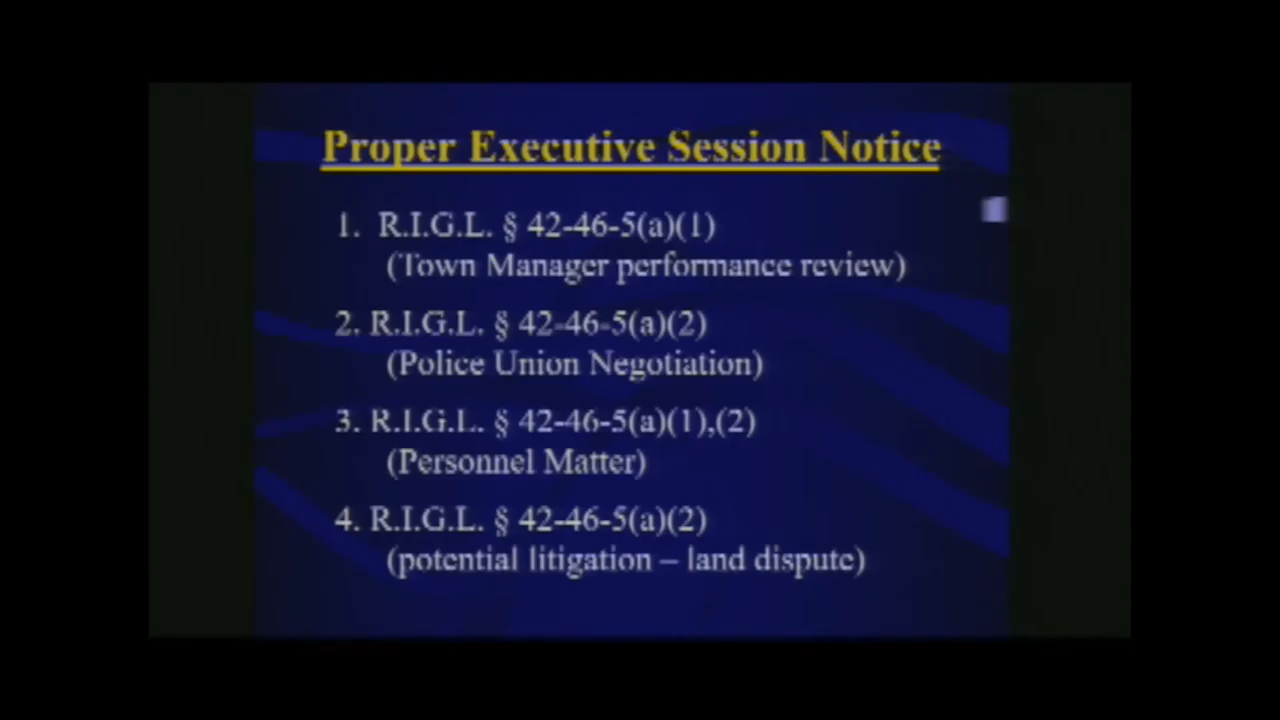 Proper Executive Session Notice
1. R.I.G.L. § 42-46-5(a)(1)
(Town Manager performance review)
2. R.I.G.L. § 42-46-5(a)(2)
(Police Union Negotiation)
3. R.I.G.L. § 42-46-5(a)(1),(2)
(Personnel Matter)
4. R.I.G.L. § 42-46-5(a)(2)
(potential litigation – land dispute)